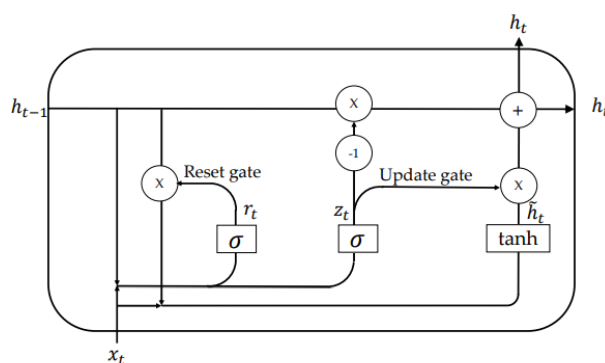 h_t
h_{t-1}
X
+
h_t
-1
X
Reset gate
Update gate
X
r_t
z_t
h̃_t
σ
σ
tanh
x_t